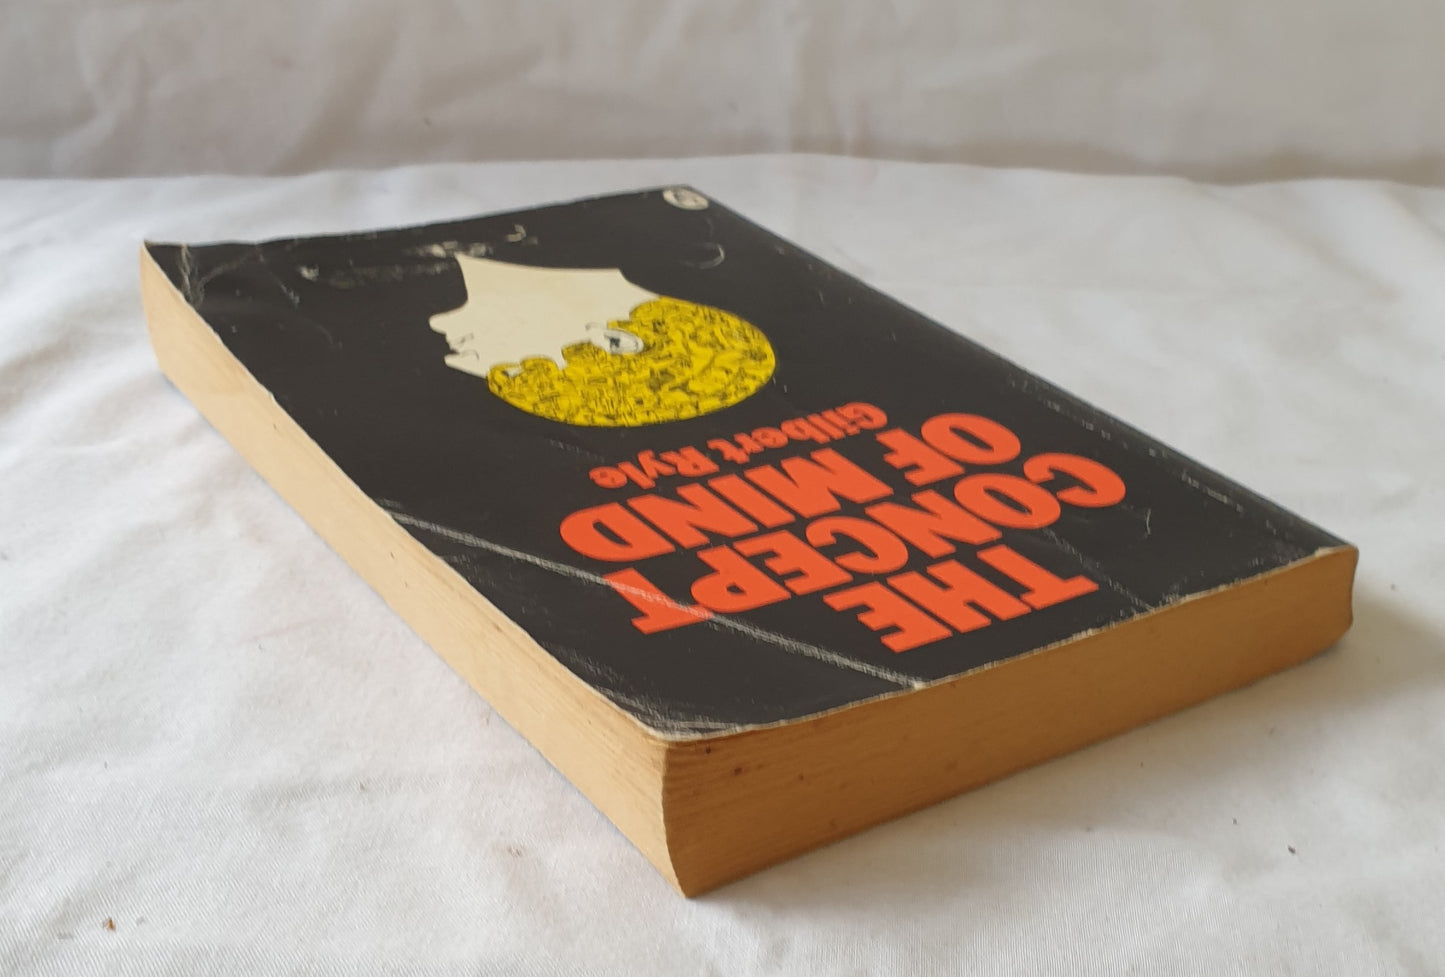 THE
CONCEPT
OF MIND
Gilbert Ryle